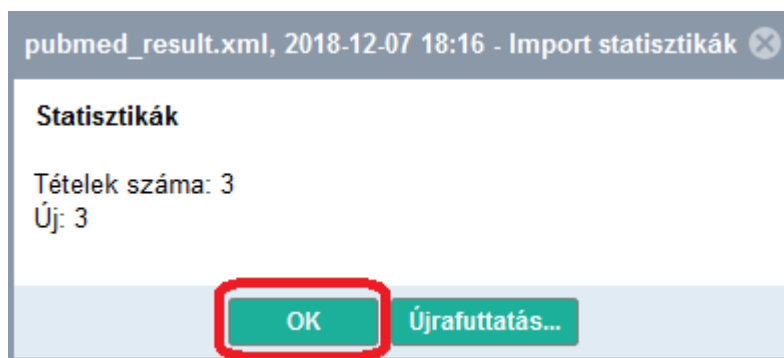 pubmed_result.xml, 2018-12-07 18:16 - Import statisztikák
Statisztikák
Tételek száma: 3
Új: 3
OK Újrafuttatás...